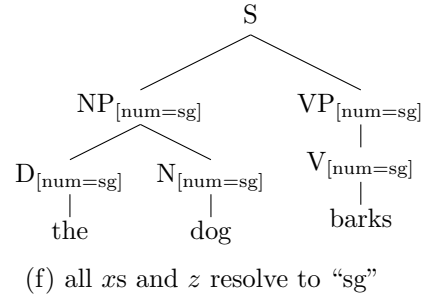 S
NP[num=sg] VP[num=sg]
D[num=sg] N[num=sg] V[num=sg]
the dog barks
(f) all xs and z resolve to “sg”